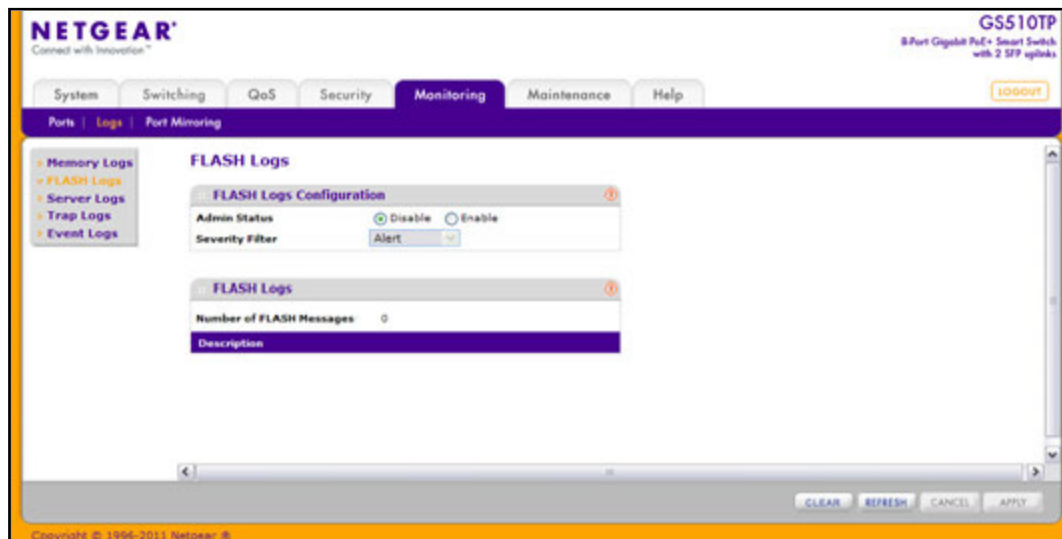 NETGEAR®
Connect with Innovation™
GS510TP
8-Port Gigabit PoE+ Smart Switch
with 2 SFP uplinks
System Switching QoS Security Monitoring Maintenance Help LOGOUT
Ports | Logs | Port Mirroring
Memory Logs
FLASH Logs
Server Logs
Trap Logs
Event Logs
FLASH Logs
FLASH Logs Configuration
Admin Status Disable Enable
Severity Filter Alert
FLASH Logs
Number of FLASH Messages 0
Description
CLEAR REFRESH CANCEL APPLY
Copyright © 1996-2011 Netgear ®